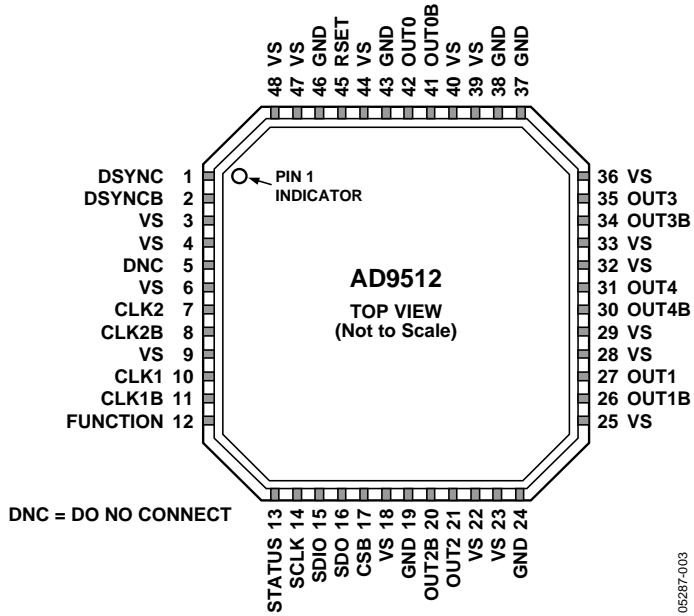 48 VS
47 VS
46 GND
45 RSET
44 VS
43 GND
42 OUT0
41 OUT0B
40 VS
39 VS
38 GND
37 GND
DSYNC 1
DSYNCB 2
VS 3
VS 4
DNC 5
VS 6
CLK2 7
CLK2B 8
VS 9
CLK1 10
CLK1B 11
FUNCTION 12
PIN 1
INDICATOR
AD9512
TOP VIEW
(Not to Scale)
36 VS
35 OUT3
34 OUT3B
33 VS
32 VS
31 OUT4
30 OUT4B
29 VS
28 VS
27 OUT1
26 OUT1B
25 VS
DNC = DO NO CONNECT
STATUS 13
SCLK 14
SDIO 15
SDO 16
CSB 17
VS 18
GND 19
OUT2B 20
OUT2 21
VS 22
VS 23
GND 24
05287-003